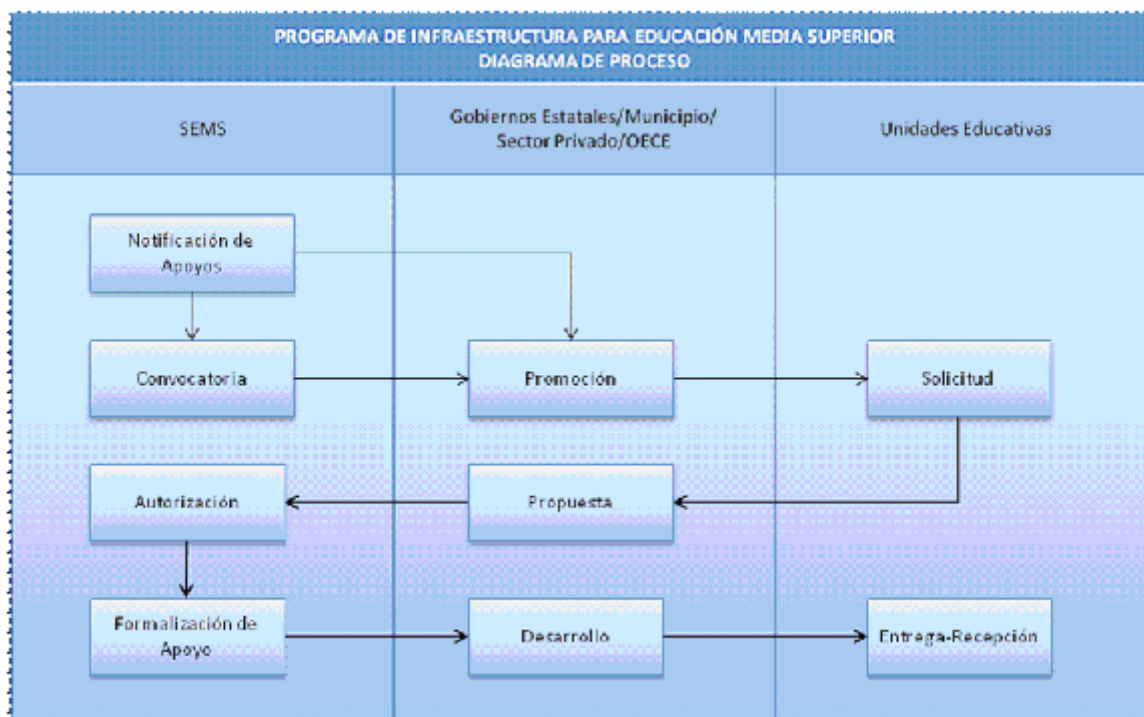 PROGRAMA DE INFRAESTRUCTURA PARA EDUCACIÓN MEDIA SUPERIOR
DIAGRAMA DE PROCESO
SEMS
Gobiernos Estatales/Municipio/
Sector Privado/OECE
Unidades Educativas
Notificación de
Apoyos
Convocatoria
Promoción
Solicitud
Autorización
Propuesta
Formalización de
Apoyo
Desarrollo
Entrega-Recepción